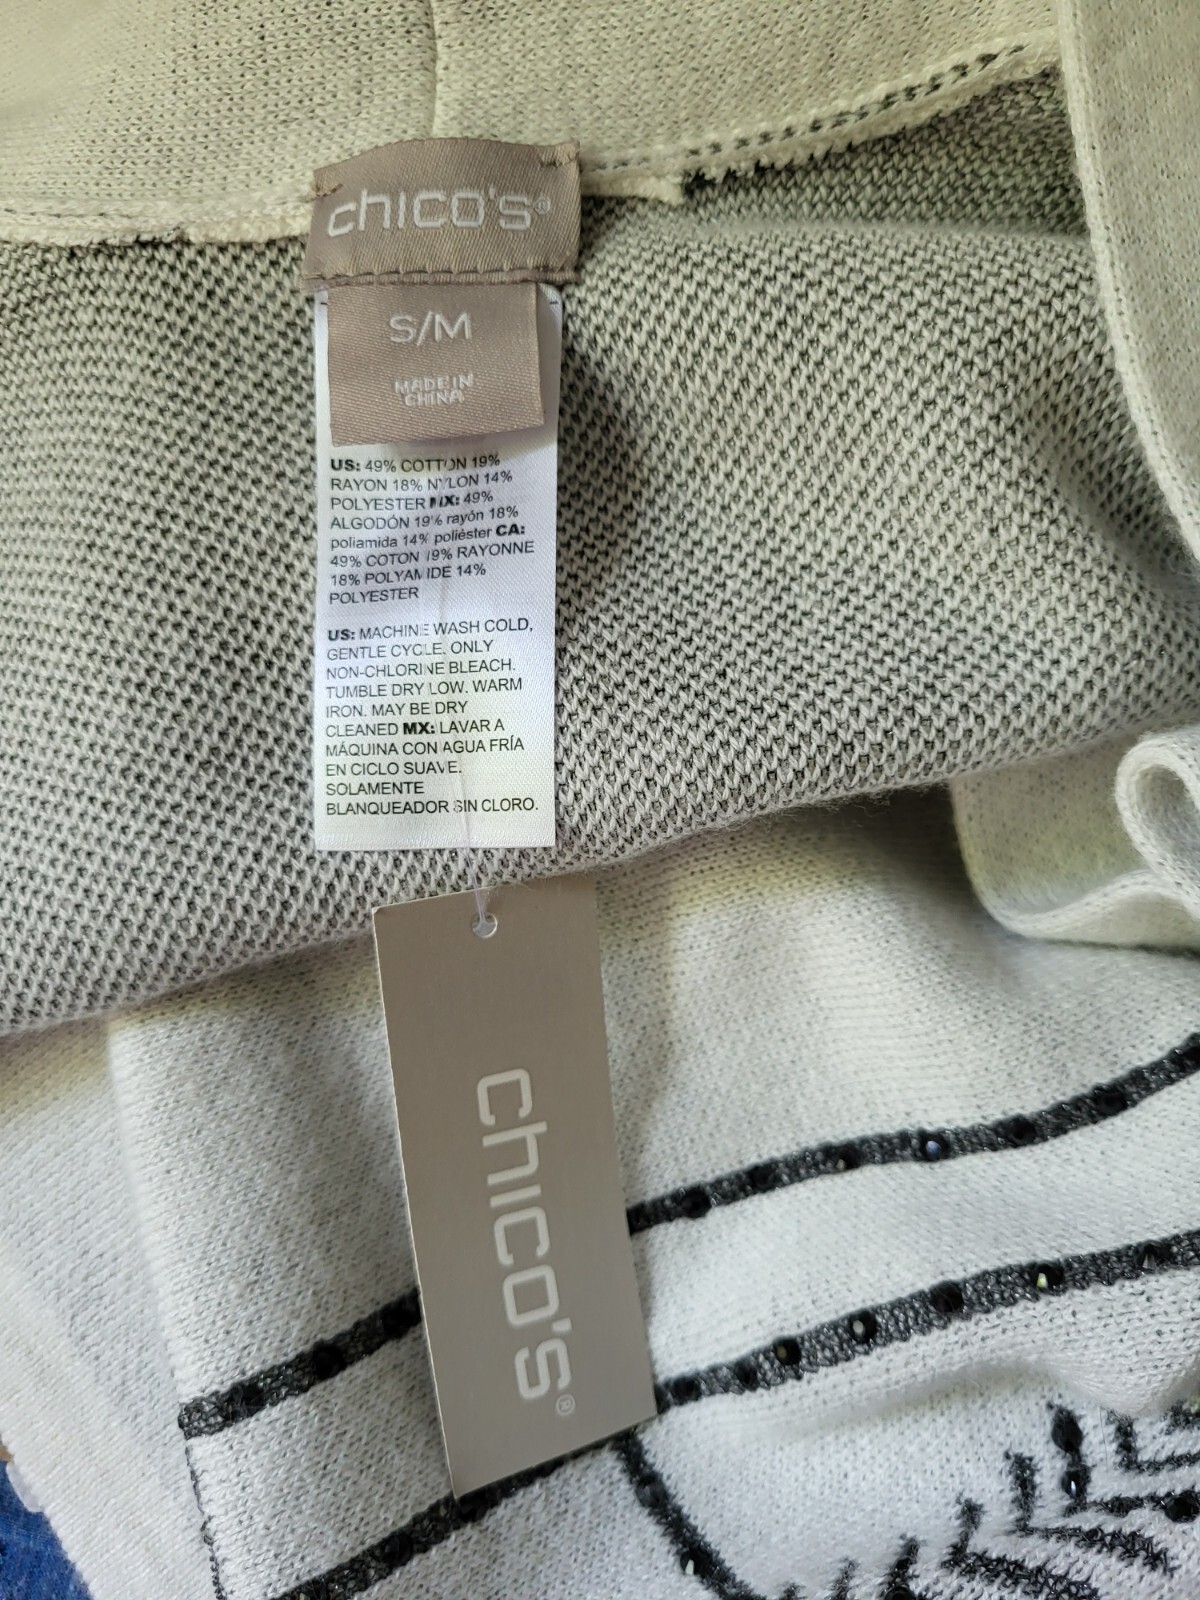 chico's®
S/M
MADE IN
CHINA
US: 49% COTTON 19%
RAYON 18% NYLON 14%
POLYESTER MX: 49%
ALGODÓN 19% rayón 18%
poliamida 14% poliéster CA:
49% COTON 19% RAYONNE
18% POLYAMIDE 14%
POLYESTER
US: MACHINE WASH COLD,
GENTLE CYCLE. ONLY
NON-CHLORINE BLEACH.
TUMBLE DRY LOW. WARM
IRON. MAY BE DRY
CLEANED MX: LAVAR A
MÁQUINA CON AGUA FRÍA
EN CICLO SUAVE.
SOLAMENTE
BLANQUEADOR SIN CLORO.
chico's®